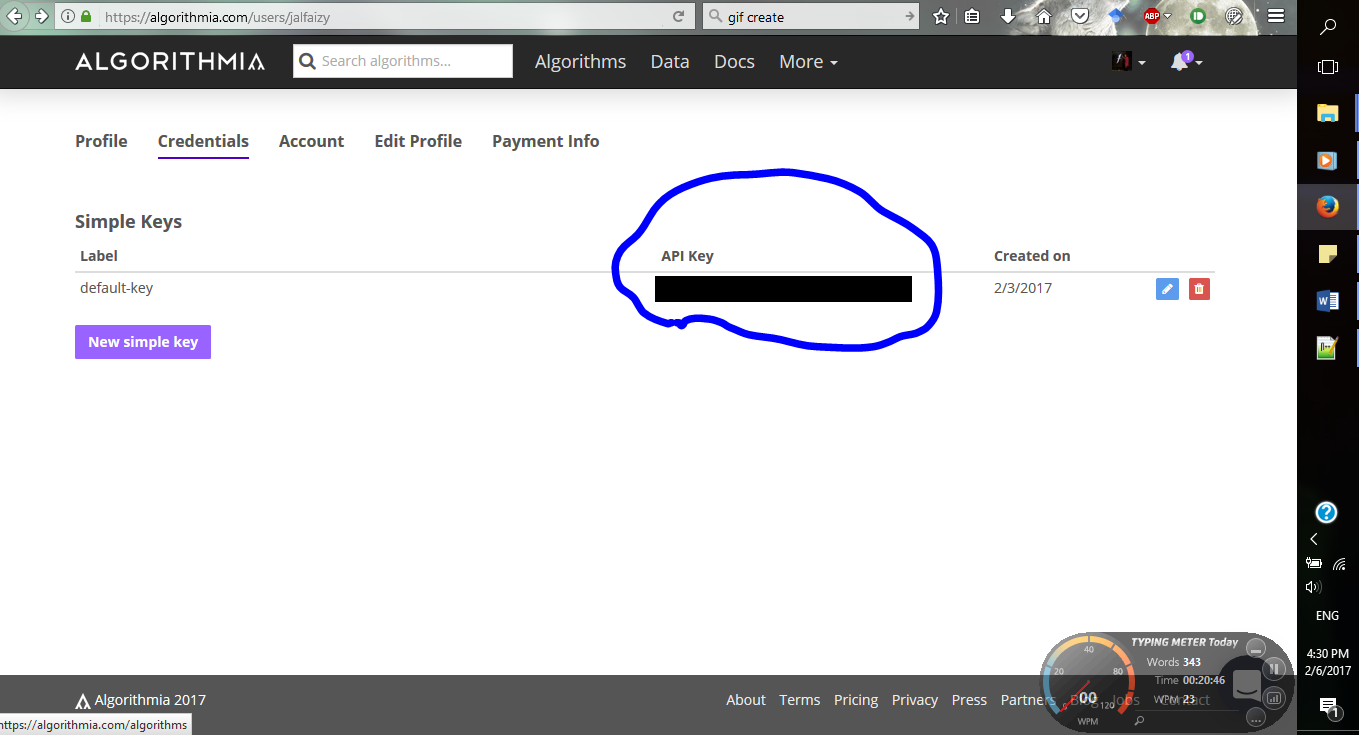 https://algorithmia.com/users/jalfaizy
gif create
ABP
ALGORITHMIA
Search algorithms...
Algorithms
Data
Docs
More
1
Profile
Credentials
Account
Edit Profile
Payment Info
Simple Keys
Label
API Key
Created on
default-key
2/3/2017
New simple key
ENG
4:30 PM
2/6/2017
1
TYPING METER Today
Words 343
Time 00:20:46
WPM 23
20
40
80
120
00
WPM
Algorithmia 2017
About
Terms
Pricing
Privacy
Press
Partners
Blog
Jobs
Contact
https://algorithmia.com/algorithms